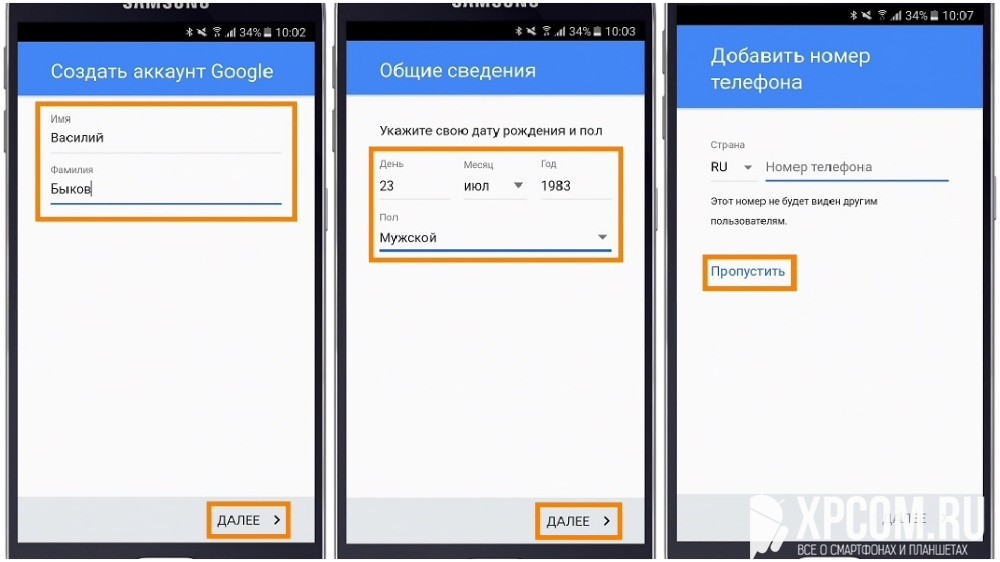 SAMSUNG
34% 10:02
Создать аккаунт Google
Имя
Василий
Фамилия
Быков
ДАЛЕЕ
SAMSUNG
34% 10:03
Общие сведения
Укажите свою дату рождения и пол
День
Месяц
Год
23
июл
1983
Пол
Мужской
ДАЛЕЕ
34% 10:07
Добавить номер
телефона
Страна
RU
Номер телефона
Этот номер не будет виден другим
пользователям.
Пропустить
ДАЛЕЕ
XPCOM.RU
ВСЕ О СМАРТФОНАХ И ПЛАНШЕТАХ